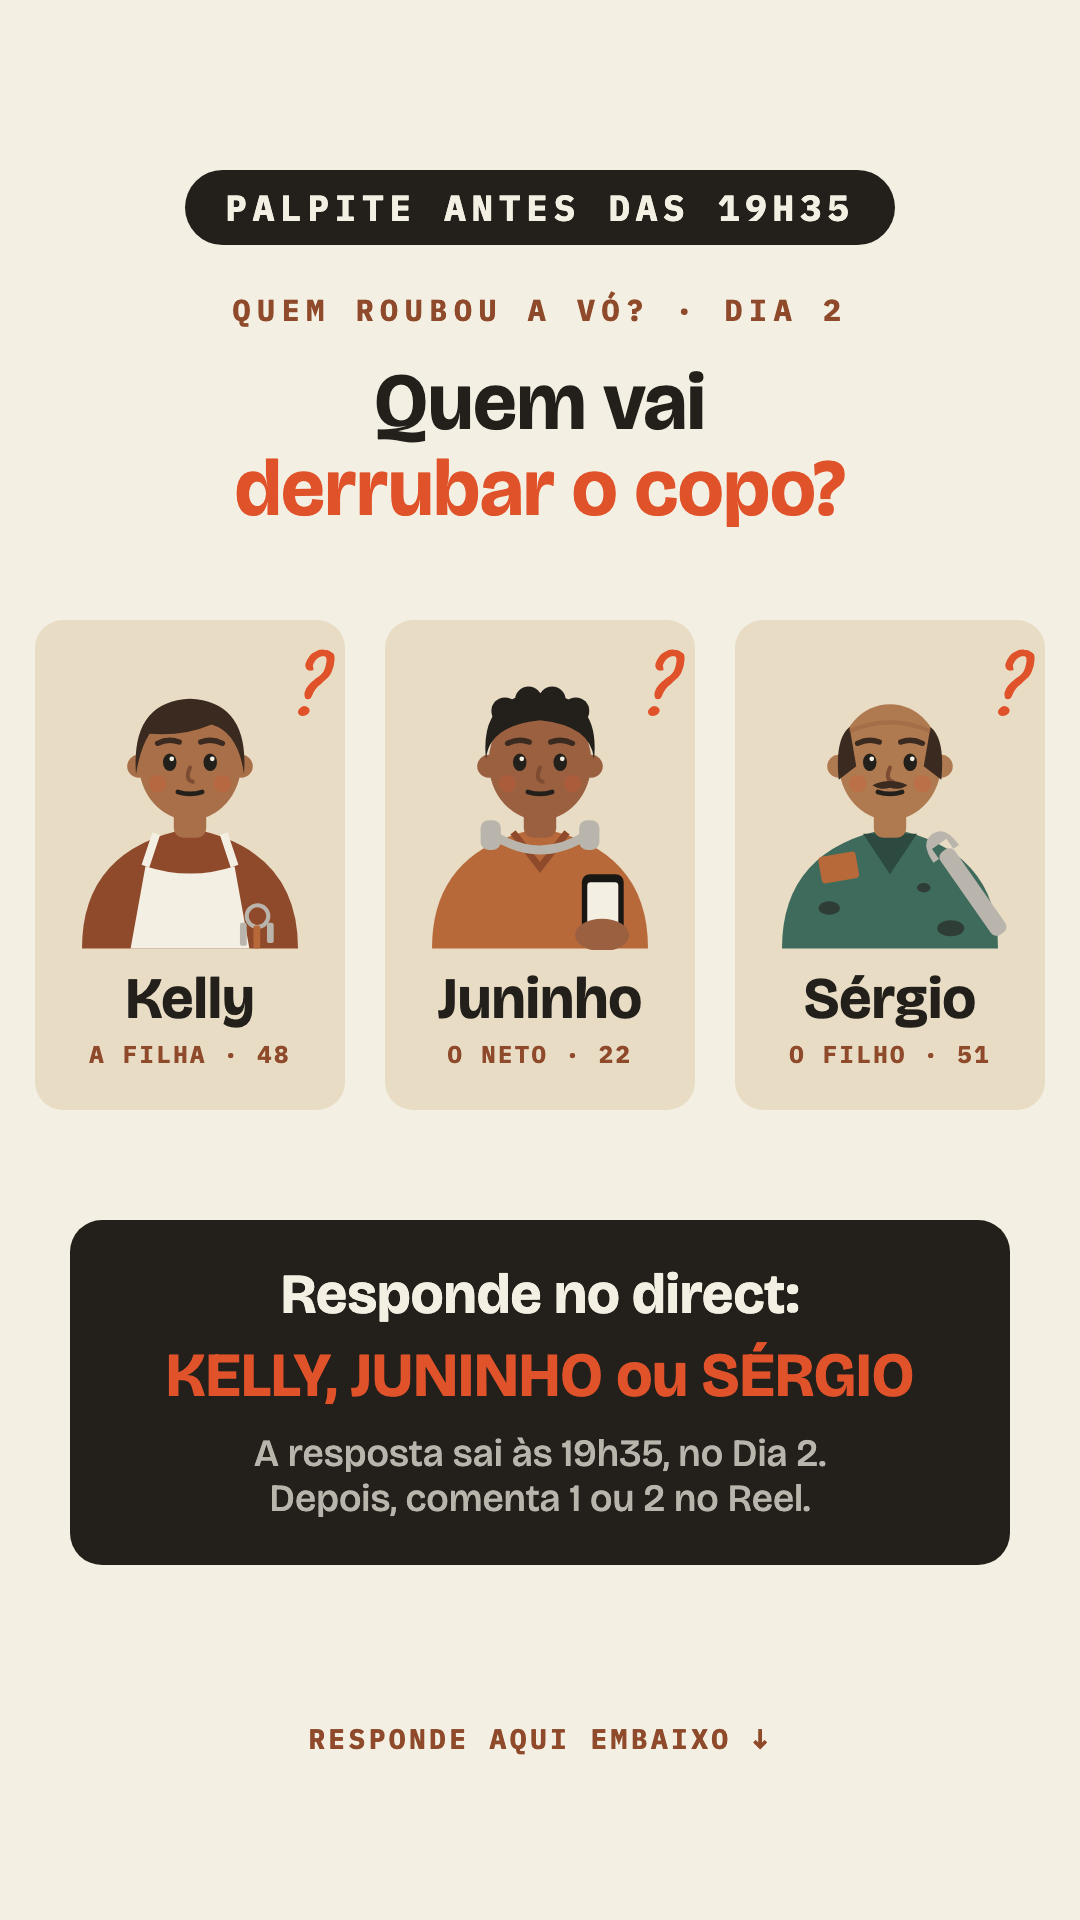 PALPITE ANTES DAS 19H35
QUEM ROUBOU A VÓ? · DIA 2
Quem vai
derrubar o copo?
?
?
?
Kelly
A FILHA · 48
Juninho
O NETO · 22
Sérgio
O FILHO · 51
Responde no direct:
KELLY, JUNINHO ou SÉRGIO
A resposta sai às 19h35, no Dia 2.
Depois, comenta 1 ou 2 no Reel.
RESPONDE AQUI EMBAIXO ↓